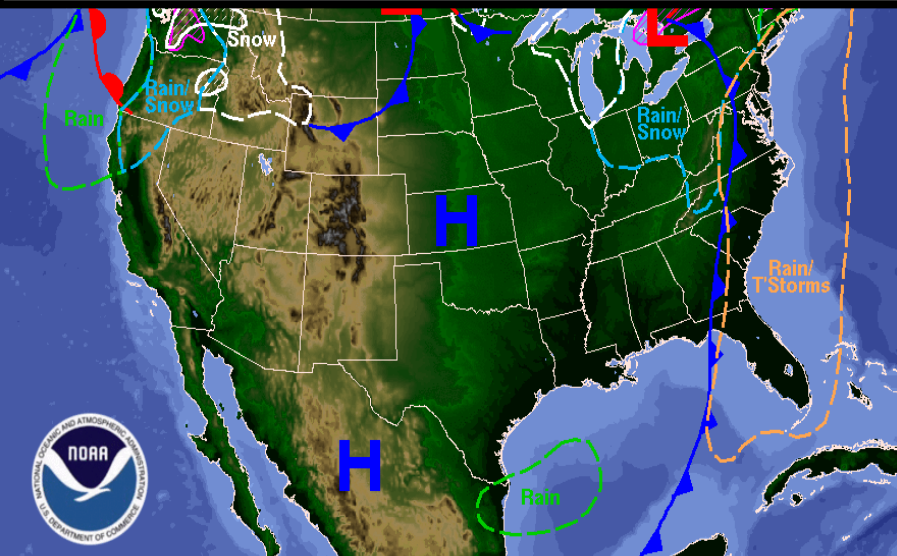 L
L
Snow
Rain/
Snow
Rain
Rain/
Snow
H
Rain/
T'Storms
H
Rain
NATIONAL OCEANIC AND ATMOSPHERIC ADMINISTRATION
NOAA
U.S. DEPARTMENT OF COMMERCE